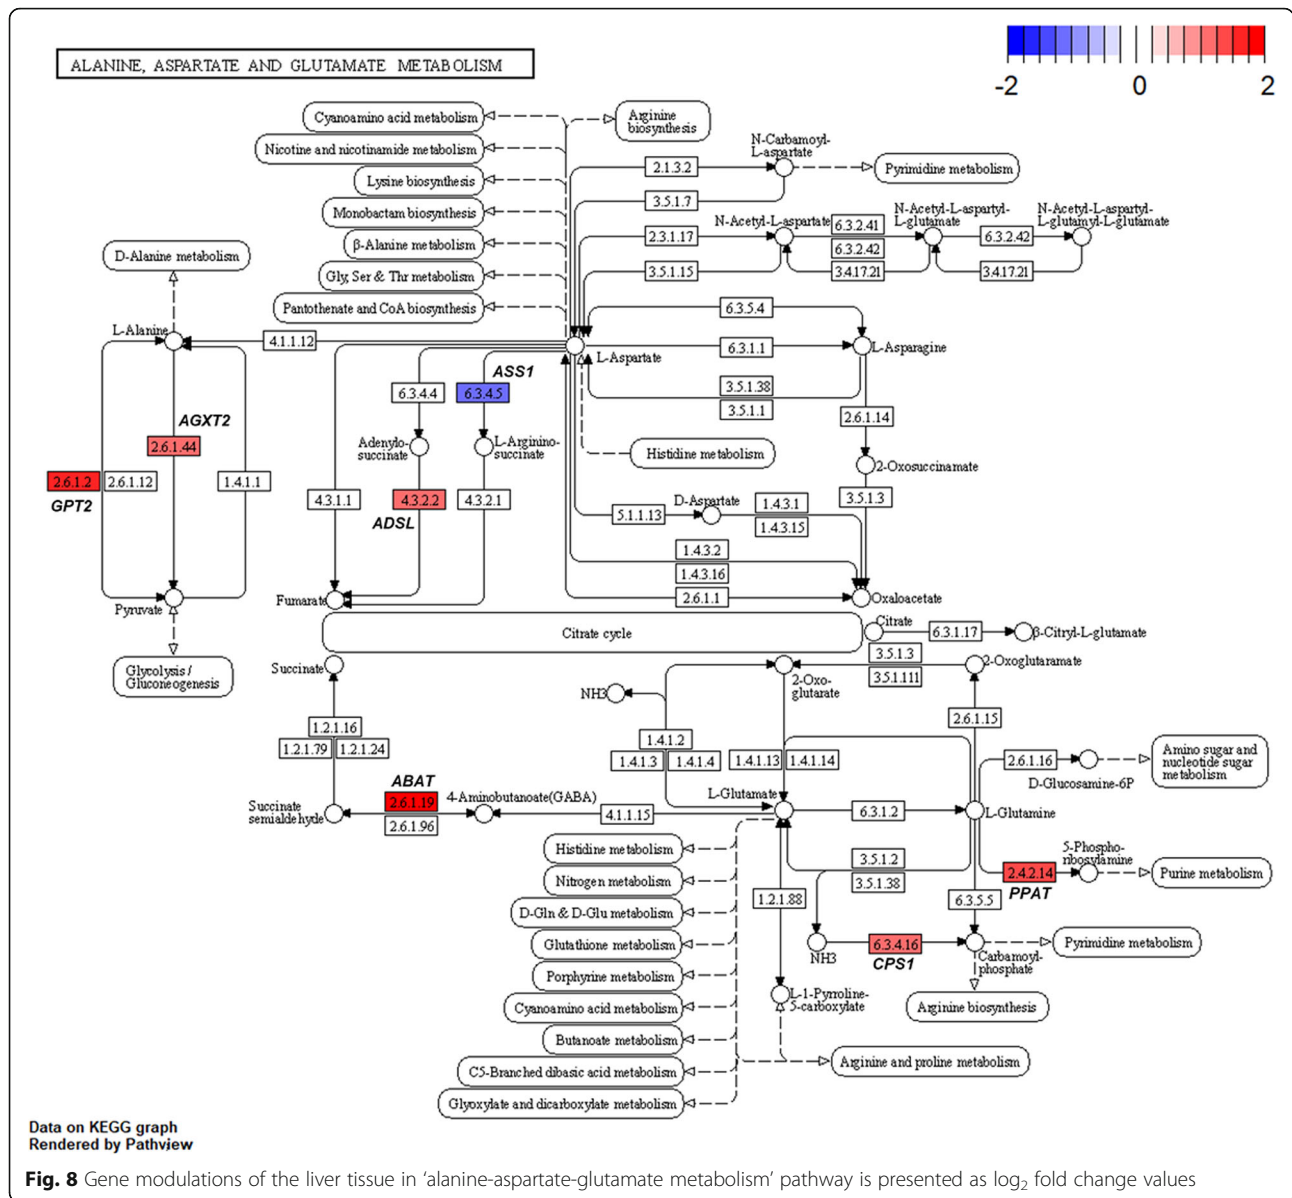 ALANINE, ASPARTATE AND GLUTAMATE METABOLISM
-2 0 2
Cyanoamino acid metabolism
Arginine
biosynthesis
Nicotine and nicotinamide metabolism
N-Carbamoyl-
L-aspartate
2.1.3.2
Pyrimidine metabolism
Lysine biosynthesis
3.5.1.7
Monobactam biosynthesis
N-Acetyl-L-aspartate
N-Acetyl-L-aspartyl-
L-glutamate
N-Acetyl-L-aspartyl-
L-glutamyl-L-glutamate
6.3.2.41
2.3.1.17
6.3.2.42
6.3.2.42
β-Alanine metabolism
D-Alanine metabolism
Gly, Ser & Thr metabolism
3.5.1.15
3.4.17.21
3.4.17.21
Pantothenate and CoA biosynthesis
6.3.5.4
L-Alanine
4.1.1.12
L-Aspartate
6.3.1.1
L-Asparagine
ASS1
6.3.4.4
6.3.4.5
3.5.1.38
3.5.1.1
2.6.1.14
AGXT2
2.6.1.44
Adenylo-
succinate
L-Arginino-
succinate
Histidine metabolism
2-Oxosuccinamate
2.6.1.2
2.6.1.12
1.4.1.1
GPT2
4.3.1.1
4.3.2.2
4.3.2.1
ADSL
3.5.1.3
D-Aspartate
5.1.1.13
1.4.3.1
1.4.3.15
1.4.3.2
1.4.3.16
2.6.1.1
Pyruvate
Fumarate
Oxaloacetate
Citrate cycle
Citrate
6.3.1.17
β-Citryl-L-glutamate
Glycolysis /
Gluconeogenesis
Succinate
NH3
2-Oxo-
glutarate
3.5.1.3
3.5.1.111
2-Oxoglutaramate
1.2.1.16
1.2.1.79
1.2.1.24
1.4.1.2
1.4.1.3
1.4.1.4
1.4.1.13
1.4.1.14
2.6.1.15
2.6.1.16
D-Glucosamine-6P
Amino sugar and
nucleotide sugar
metabolism
ABAT
2.6.1.19
2.6.1.96
Succinate
semialdehyde
4-Aminobutanoate(GABA)
4.1.1.15
L-Glutamate
6.3.1.2
L-Glutamine
Histidine metabolism
3.5.1.2
3.5.1.38
5-Phospho-
ribosylamine
2.4.2.14
PPAT
Purine metabolism
Nitrogen metabolism
1.2.1.88
6.3.5.5
D-Gln & D-Glu metabolism
Glutathione metabolism
NH3
6.3.4.16
CPS1
Carbamoyl-
phosphate
Pyrimidine metabolism
Porphyrine metabolism
L-1-Pyrroline-
5-carboxylate
Arginine biosynthesis
Cyanoamino acid metabolism
Butanoate metabolism
Arginine and proline metabolism
C5-Branched dibasic acid metabolism
Glyoxylate and dicarboxylate metabolism
Data on KEGG graph
Rendered by Pathview
Fig. 8 Gene modulations of the liver tissue in ‘alanine-aspartate-glutamate metabolism’ pathway is presented as log₂ fold change values